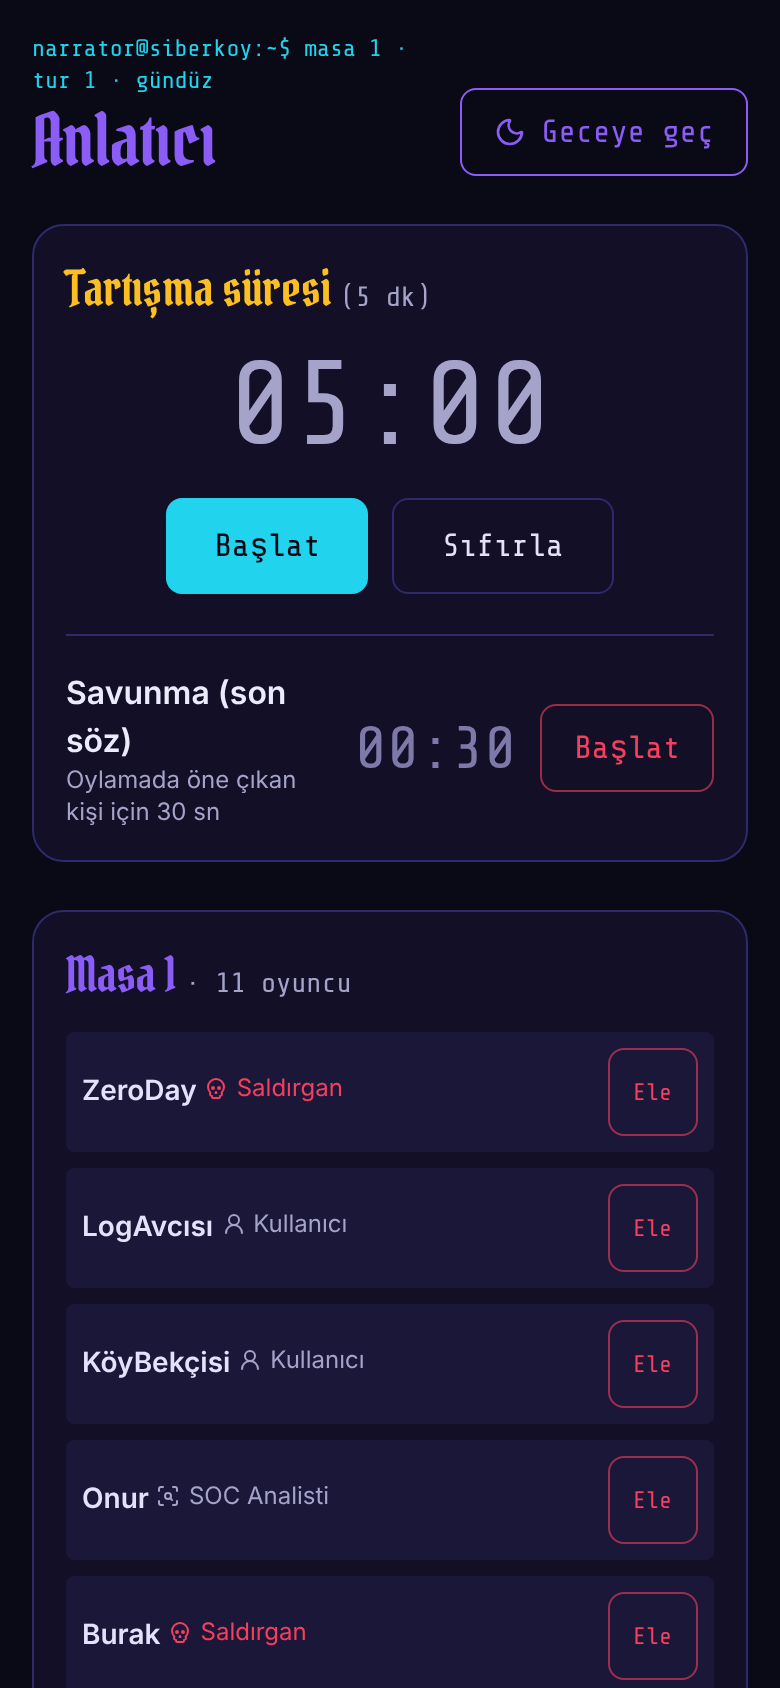 narrator@siberkoy:~$ masa 1 ·
tur 1 · gündüz
Anlatıcı
Geceye geç
Tartışma süresi (5 dk)
05:00
Başlat
Sıfırla
Savunma (son
söz)
Oylamada öne çıkan
kişi için 30 sn
00:30
Başlat
Masa 1 · 11 oyuncu
ZeroDay Saldırgan
Ele
LogAvcısı Kullanıcı
Ele
KöyBekçisi Kullanıcı
Ele
Onur SOC Analisti
Ele
Burak Saldırgan
Ele